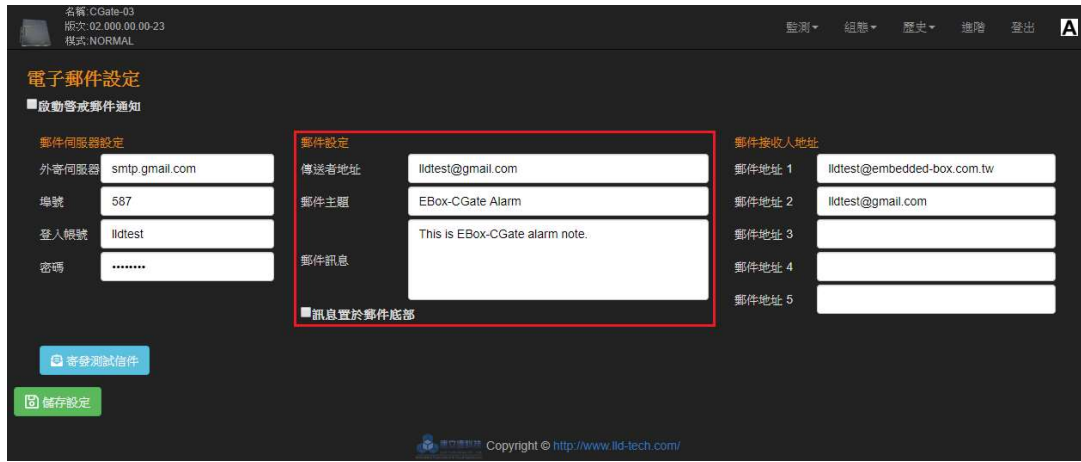 名稱:CGate-03
版次:02.000.00.00-23
模式:NORMAL
監測 組態 歷史 進階 登出 A
電子郵件設定
啟動警戒郵件通知
郵件伺服器設定
外寄伺服器 smtp.gmail.com
埠號 587
登入帳號 lldtest
密碼 ••••••••
郵件設定
傳送者地址 lldtest@gmail.com
郵件主題 EBox-CGate Alarm
郵件訊息 This is EBox-CGate alarm note.
訊息置於郵件底部
郵件接收人地址
郵件地址 1 lldtest@embedded-box.com.tw
郵件地址 2 lldtest@gmail.com
郵件地址 3
郵件地址 4
郵件地址 5
寄發測試信件
儲存設定
Copyright © http://www.lld-tech.com/